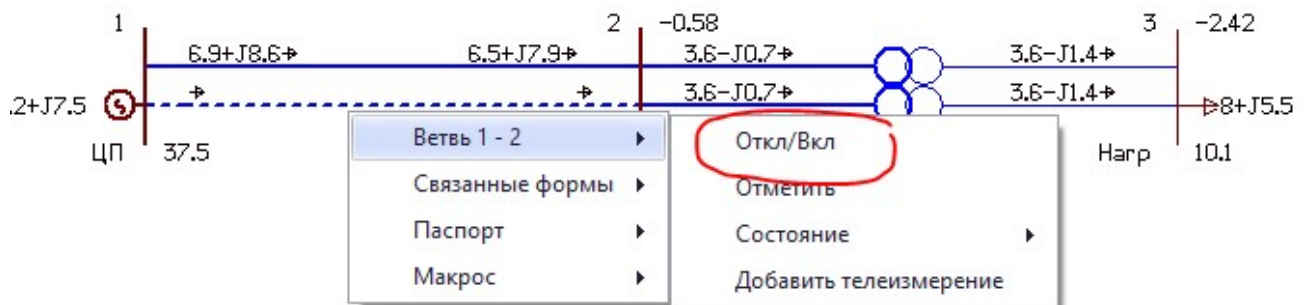 1 2 -0.58 3 -2.42
6.9+J8.6 6.5+J7.9 3.6-J0.7 3.6-J1.4
.2+J7.5 3.6-J0.7 3.6-J1.4 8+J5.5
ЦП 37.5 Нагр 10.1
Ветвь 1 - 2 Откл/Вкл
Связанные формы Отметить
Паспорт Состояние
Макрос Добавить телеизмерение